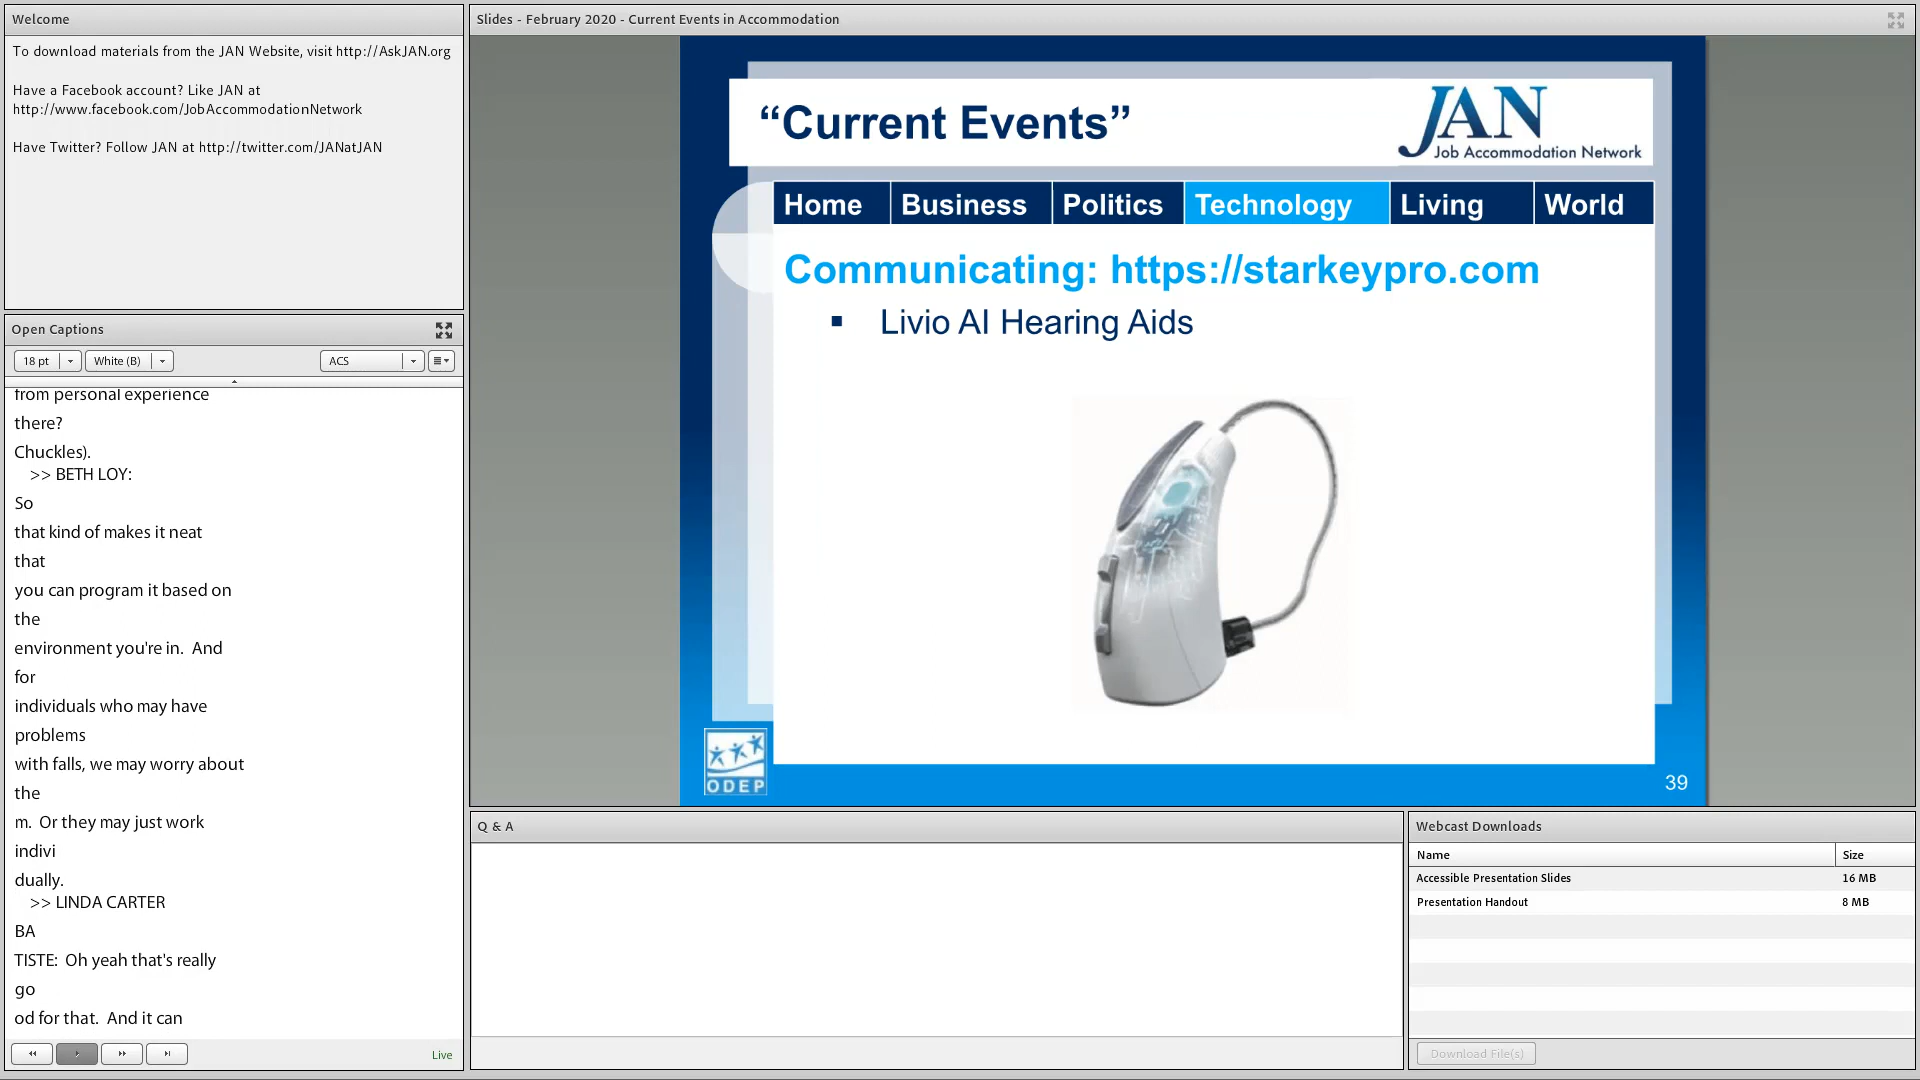 Welcome
To download materials from the JAN Website, visit http://AskJAN.org
Have a Facebook account? Like JAN at
http://www.facebook.com/JobAccommodationNetwork
Have Twitter? Follow JAN at http://twitter.com/JANatJAN
Open Captions
18 pt
White (B)
ACS
from personal experience
there?
Chuckles).
>> BETH LOY:
So
that kind of makes it neat
that
you can program it based on
the
environment you're in.  And
for
individuals who may have
problems
with falls, we may worry about
the
m.  Or they may just work
indivi
dually.
>> LINDA CARTER
BA
TISTE:  Oh yeah that's really
go
od for that.  And it can
Live
Slides - February 2020 - Current Events in Accommodation
“Current Events”
JAN
Job Accommodation Network
Home Business Politics Technology Living World
Communicating: https://starkeypro.com
▪ Livio AI Hearing Aids
ODEP
39
Q & A
Webcast Downloads
Name Size
Accessible Presentation Slides 16 MB
Presentation Handout 8 MB
Download File(s)